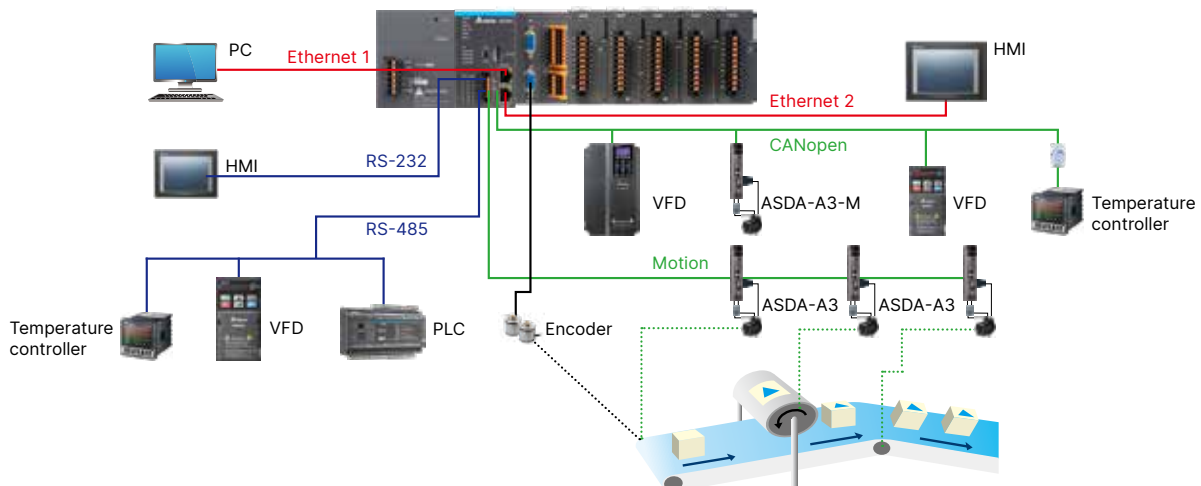 PC
Ethernet 1
HMI
Ethernet 2
CANopen
HMI
RS-232
VFD
ASDA-A3-M
VFD
Temperature
controller
RS-485
Motion
ASDA-A3
ASDA-A3
Temperature
controller
VFD
PLC
Encoder